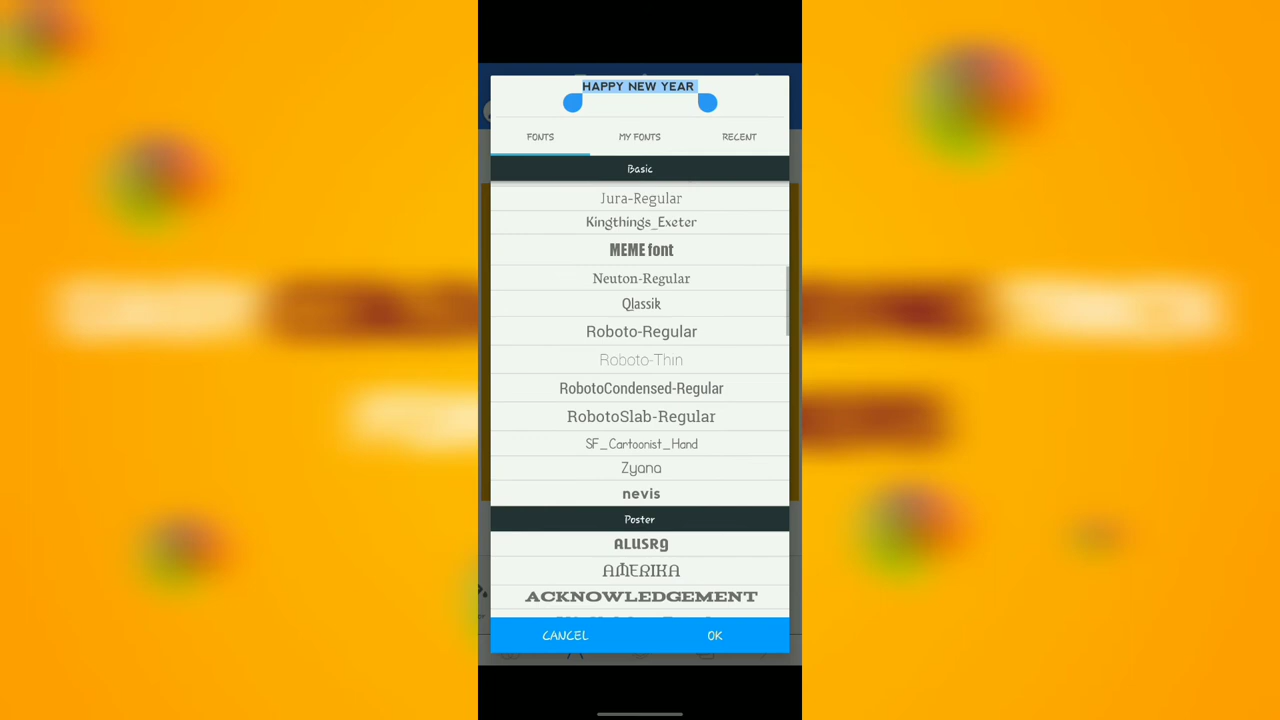 HAPPY NEW YEAR
FONTS MY FONTS RECENT
Basic
Jura-Regular
Kingthings_Exeter
MEME font
Neuton-Regular
Qlassik
Roboto-Regular
Roboto-Thin
RobotoCondensed-Regular
RobotoSlab-Regular
SF_Cartoonist_Hand
Zyana
nevis
Poster
ALUSRG
AMERIKA
ACKNOWLEDGEMENT
CANCEL OK